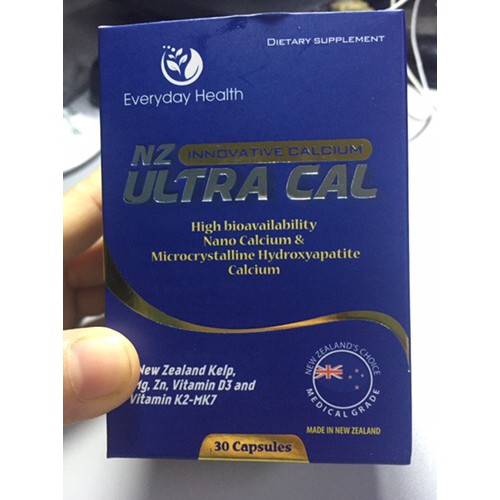 DIETARY SUPPLEMENT
Everyday Health
NZ INNOVATIVE CALCIUM
ULTRA CAL
High bioavailability
Nano Calcium &
Microcrystalline Hydroxyapatite
Calcium
New Zealand Kelp,
Mg, Zn, Vitamin D3 and
Vitamin K2-MK7
NEW ZEALAND'S CHOICE
MEDICAL GRADE
MADE IN NEW ZEALAND
30 Capsules